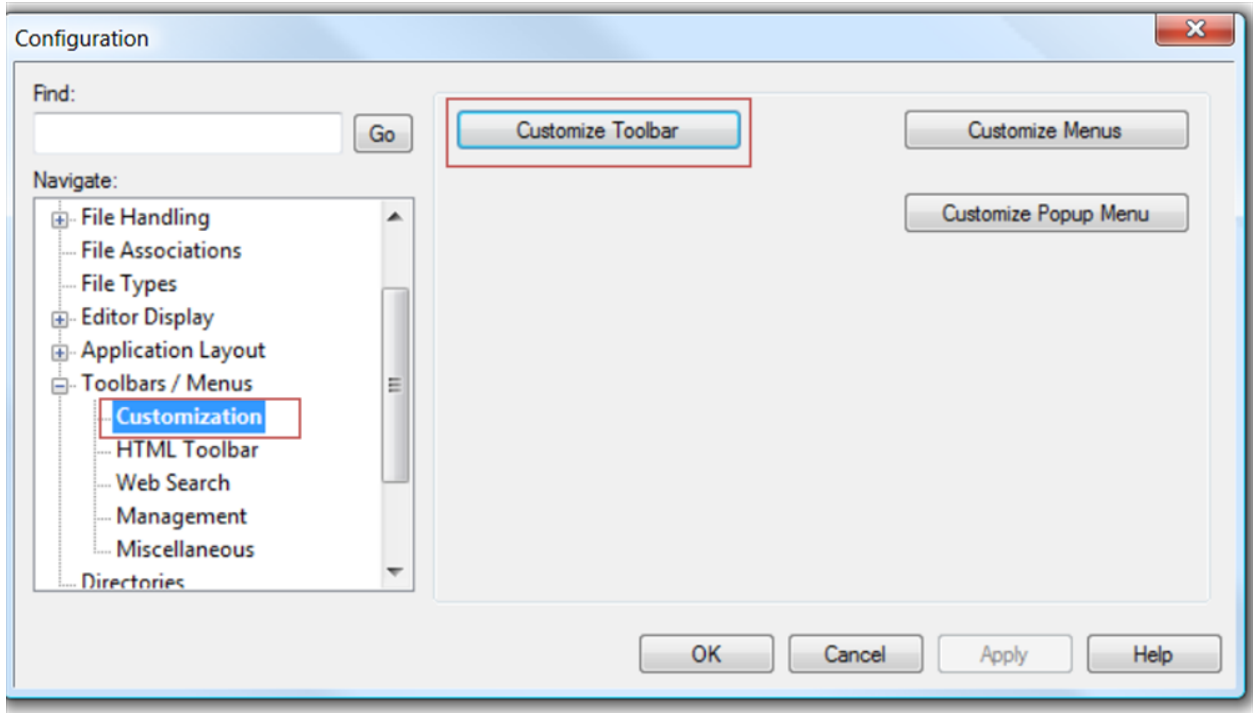 Configuration
Find:
Go
Navigate:
File Handling
File Associations
File Types
Editor Display
Application Layout
Toolbars / Menus
Customization
HTML Toolbar
Web Search
Management
Miscellaneous
Directories
Customize Toolbar
Customize Menus
Customize Popup Menu
OK
Cancel
Apply
Help